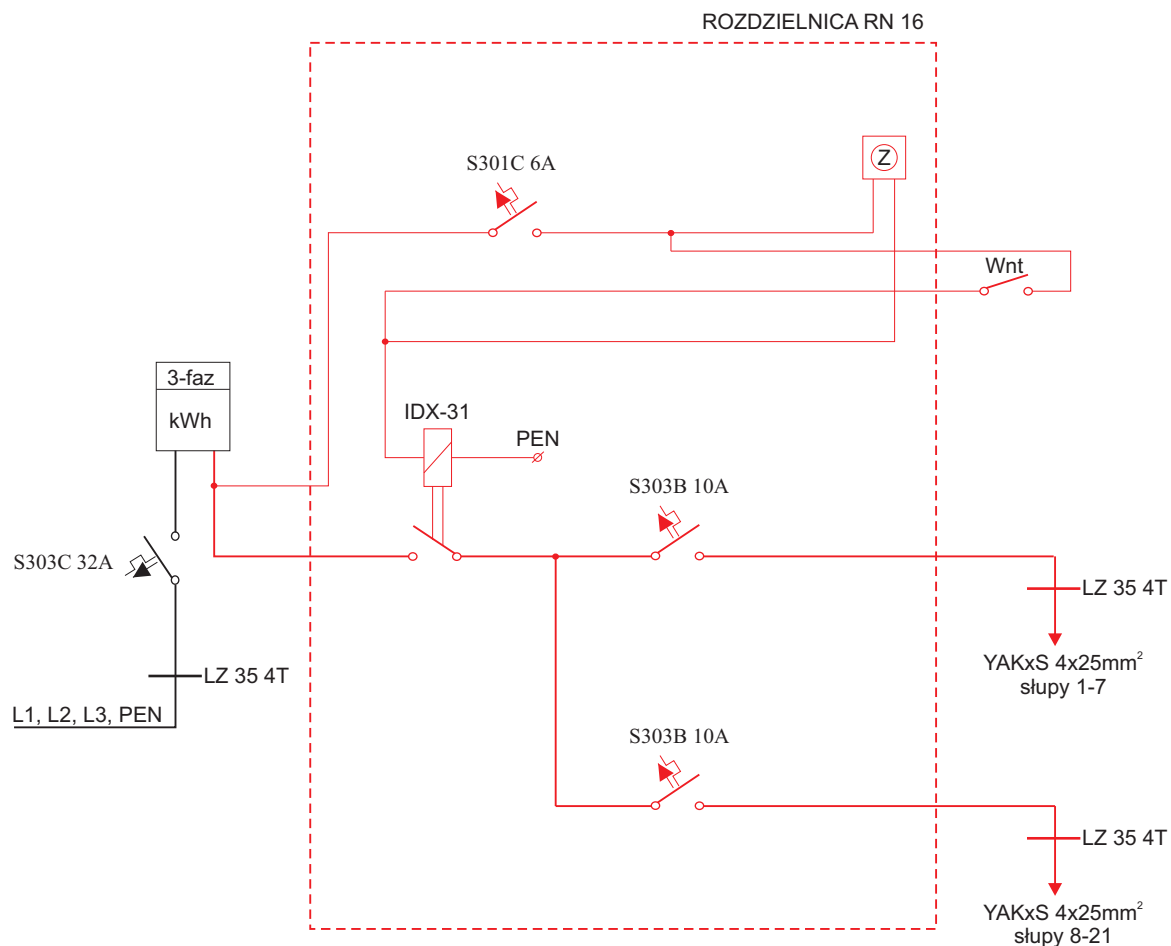 ROZDZIELNICA RN 16
S301C 6A
Z
Wnt
3-faz
kWh
IDX-31
PEN
S303B 10A
S303C 32A
LZ 35 4T
YAKxS 4x25mm²
słupy 1-7
LZ 35 4T
L1, L2, L3, PEN
S303B 10A
LZ 35 4T
YAKxS 4x25mm²
słupy 8-21